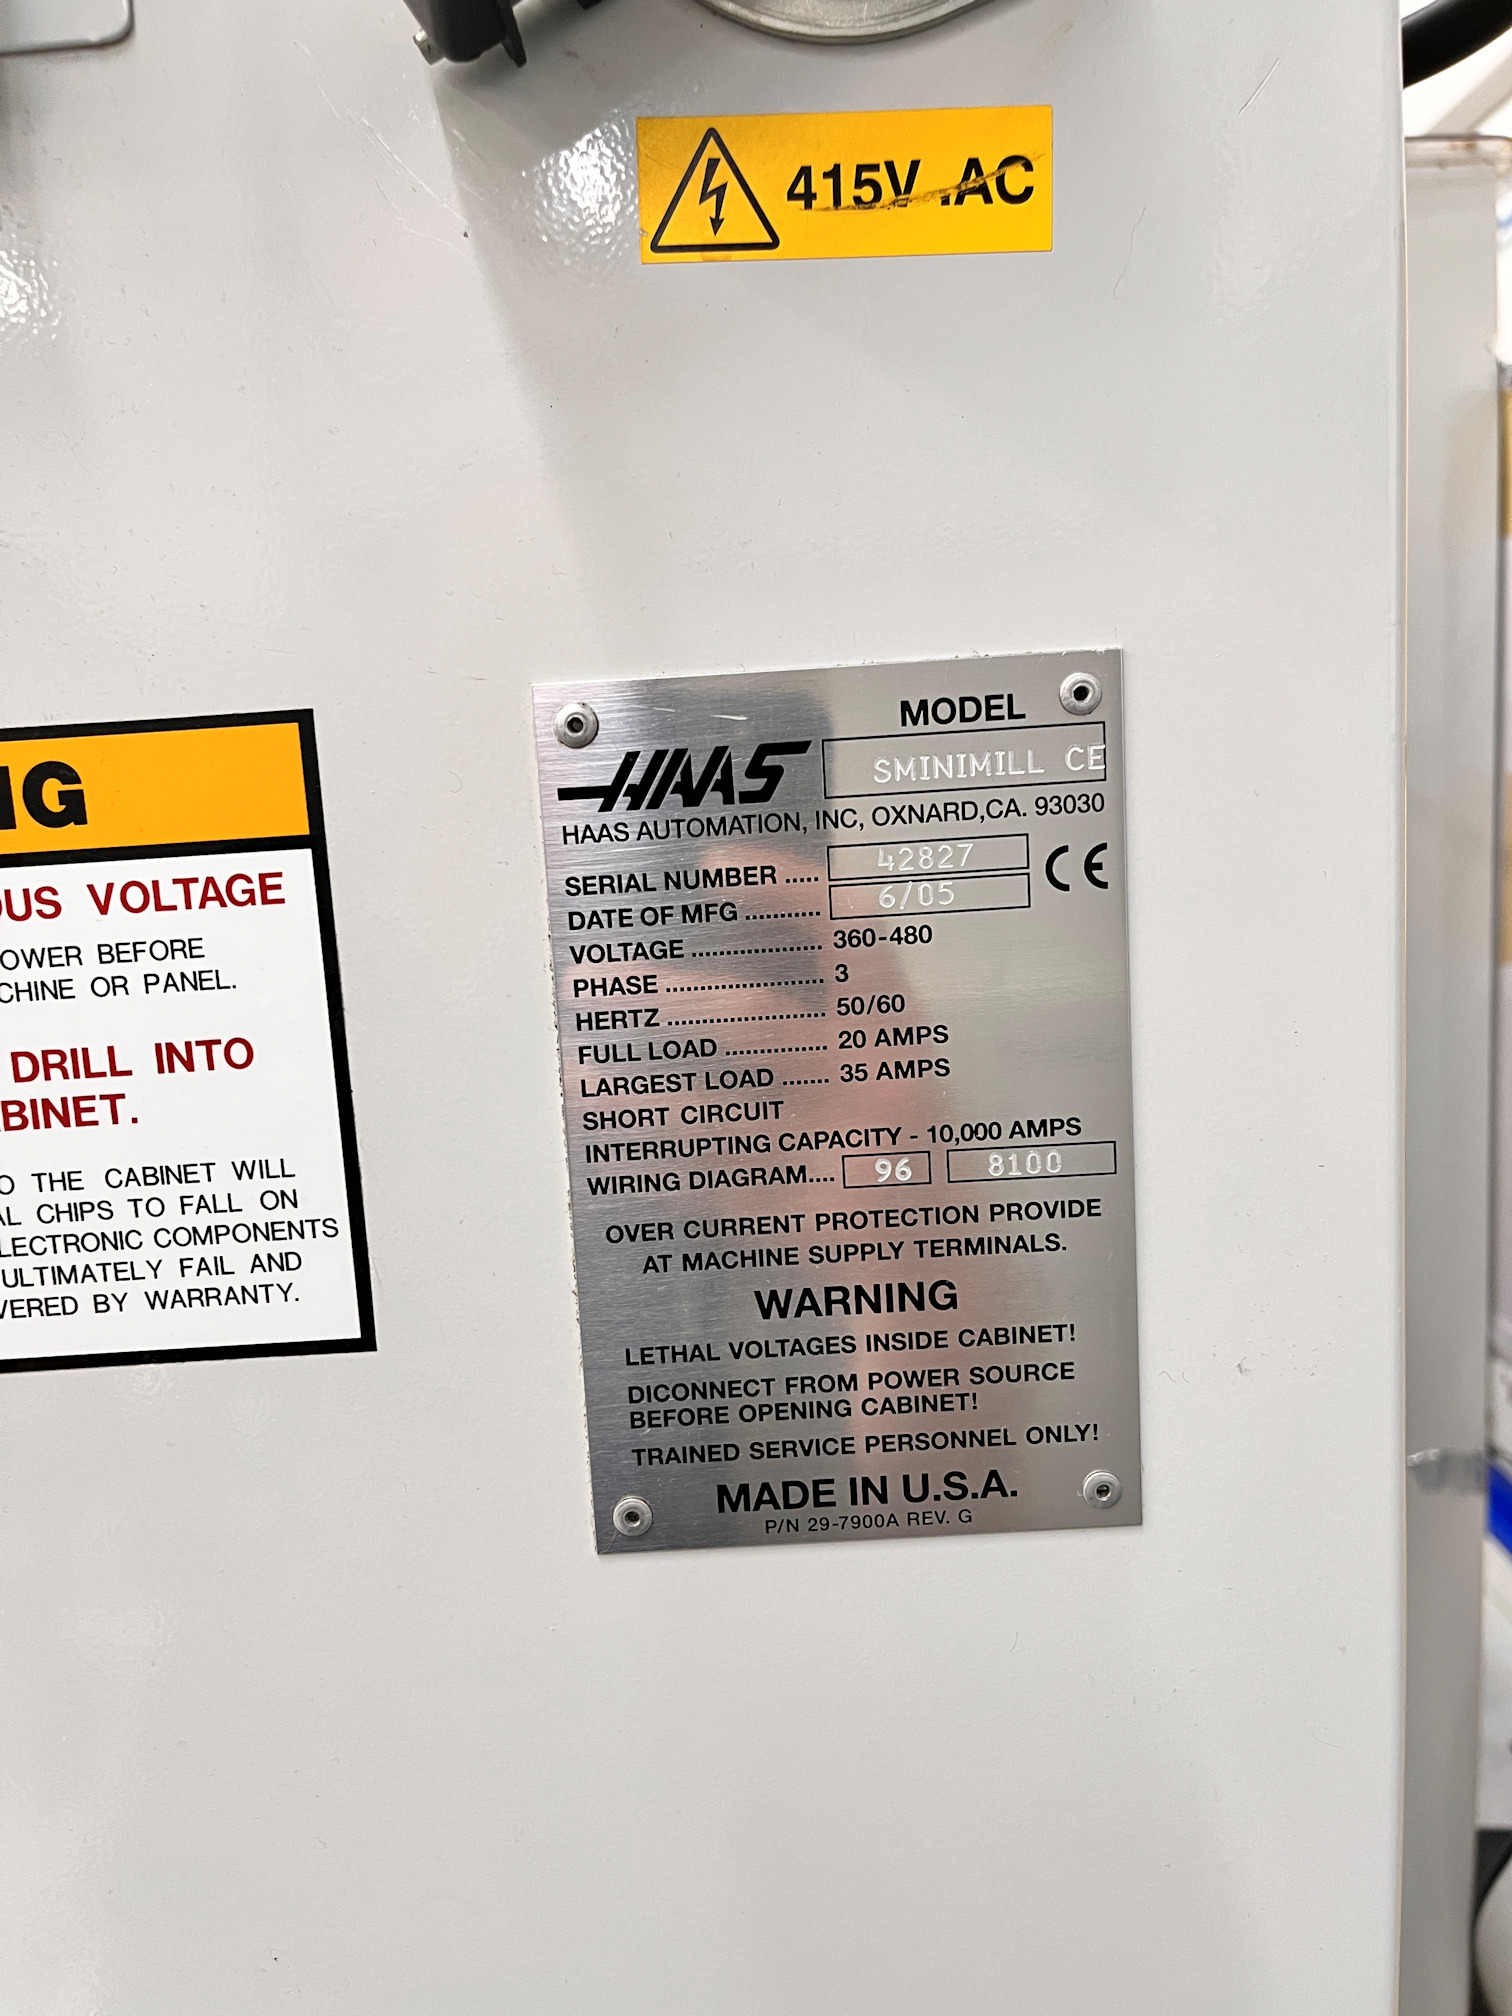 415V AC
NG
OUS VOLTAGE
OWER BEFORE
CHINE OR PANEL.
DRILL INTO
BINET.
O THE CABINET WILL
AL CHIPS TO FALL ON
LECTRONIC COMPONENTS
ULTIMATELY FAIL AND
VERED BY WARRANTY.
MODEL
HAAS SMINIMILL CE
HAAS AUTOMATION, INC, OXNARD,CA. 93030
SERIAL NUMBER ..... 42827 CE
DATE OF MFG ........... 6/05
VOLTAGE ................... 360-480
PHASE ....................... 3
HERTZ ....................... 50/60
FULL LOAD ............... 20 AMPS
LARGEST LOAD ....... 35 AMPS
SHORT CIRCUIT
INTERRUPTING CAPACITY - 10,000 AMPS
WIRING DIAGRAM.... 96 8100
OVER CURRENT PROTECTION PROVIDE
AT MACHINE SUPPLY TERMINALS.
WARNING
LETHAL VOLTAGES INSIDE CABINET!
DICONNECT FROM POWER SOURCE
BEFORE OPENING CABINET!
TRAINED SERVICE PERSONNEL ONLY!
MADE IN U.S.A.
P/N 29-7900A REV. G